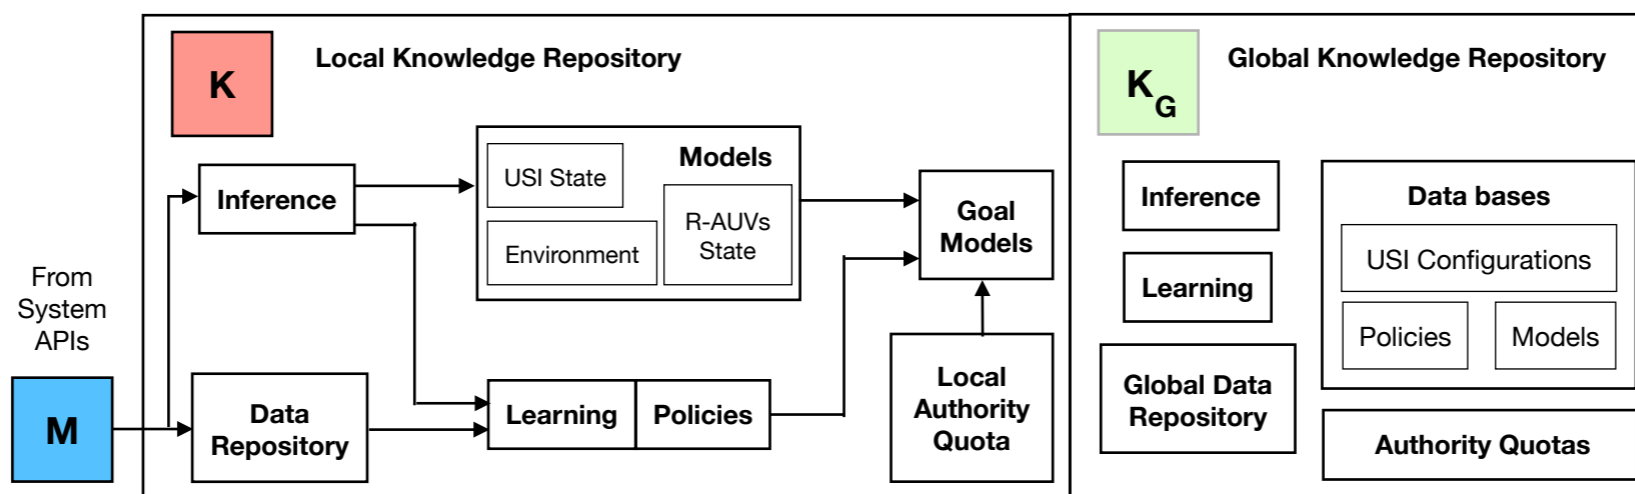 K
Local Knowledge Repository
Inference
Models
USI State
Environment
R-AUVs
State
Goal
Models
From
System
APIs
M
Data
Repository
Learning
Policies
Local
Authority
Quota
K
G
Global Knowledge Repository
Inference
Learning
Global Data
Repository
Data bases
USI Configurations
Policies
Models
Authority Quotas